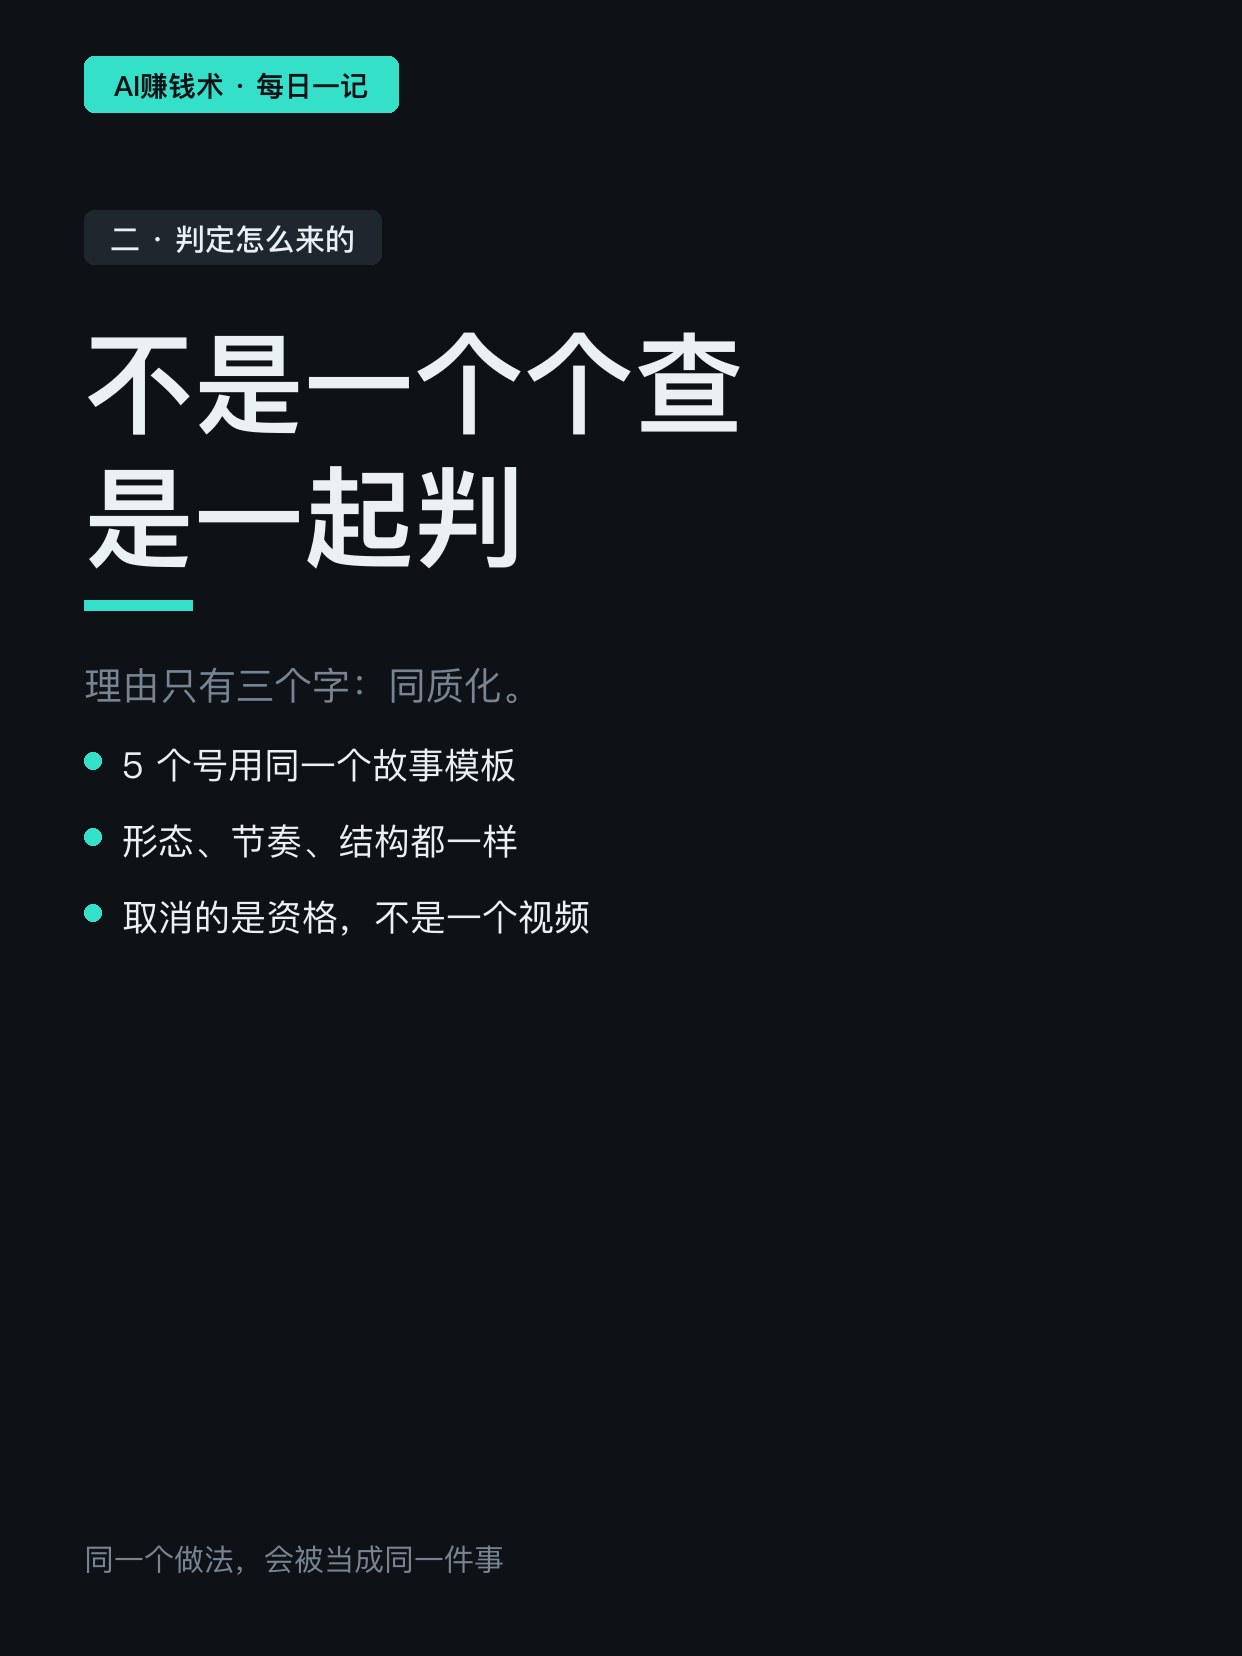 AI赚钱术 · 每日一记
二 · 判定怎么来的
不是一个个查
是一起判
理由只有三个字：同质化。
5 个号用同一个故事模板
形态、节奏、结构都一样
取消的是资格，不是一个视频
同一个做法，会被当成同一件事